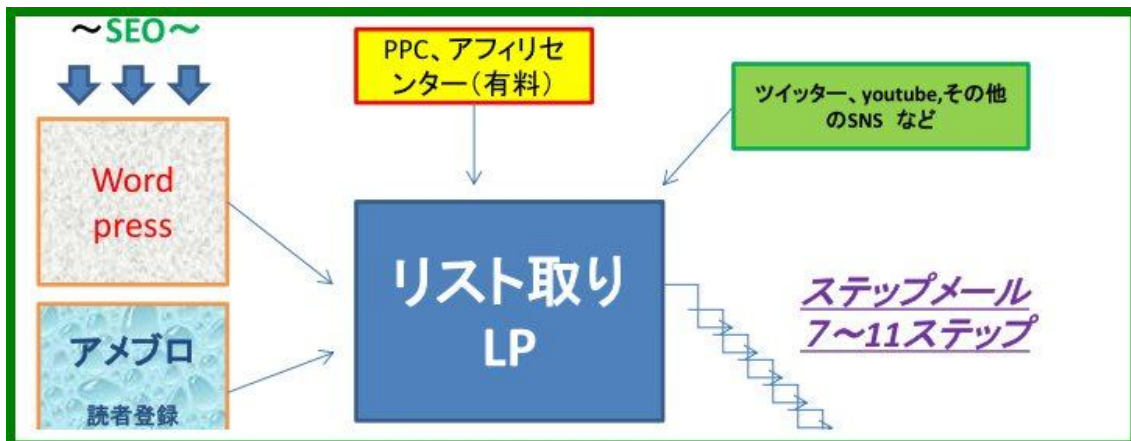 ～SEO～
PPC、アフィリセ
ンター（有料）
ツイッター、youtube,その他
のSNS など
Word
press
リスト取り
LP
ステップメール
７～11ステップ
アメブロ
読者登録